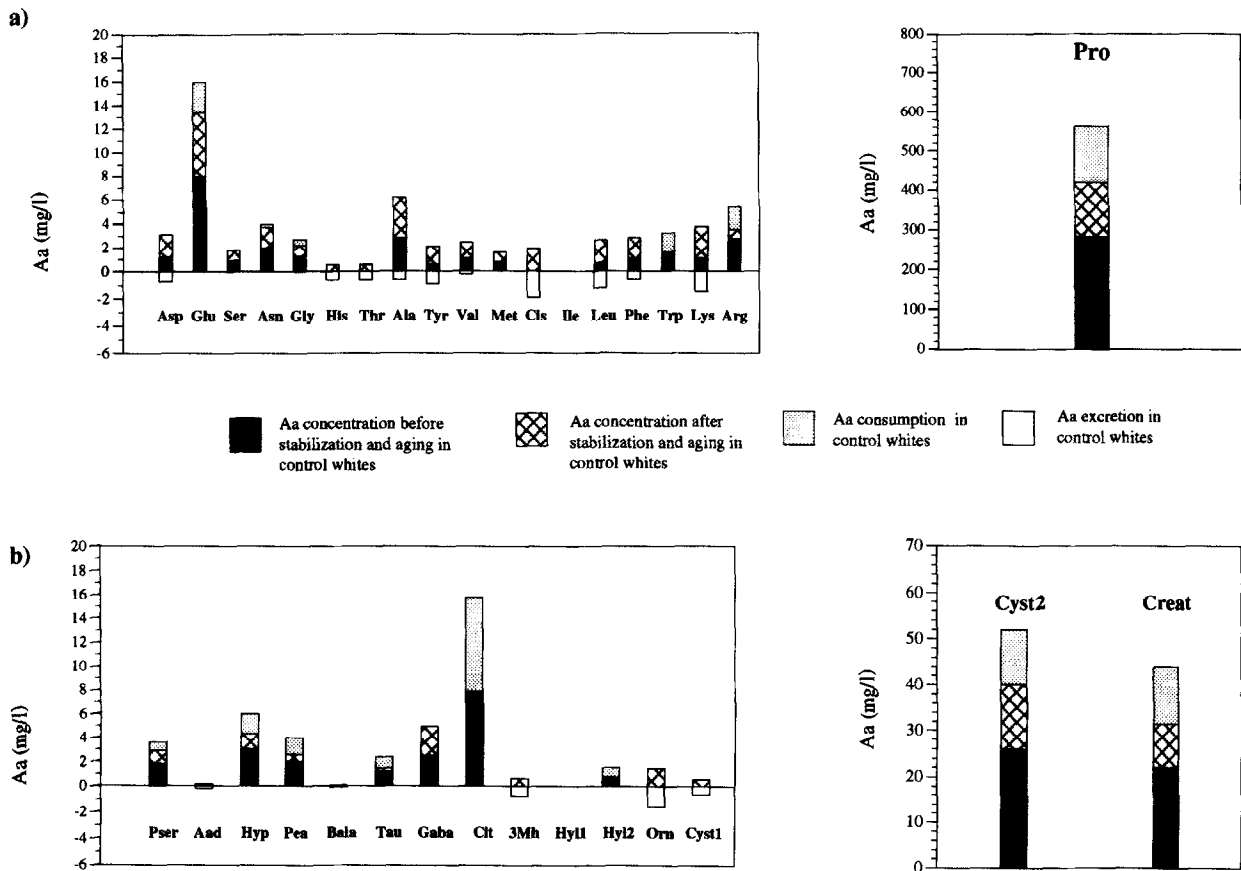 a)
20
18
16
14
12
10
8
6
4
2
0
-2
-4
-6
Aa (mg/l)
Asp Glu Ser Asn Gly His Thr Ala Tyr Val Met Cis Ile Leu Phe Trp Lys Arg
800
700
600
500
400
300
200
100
0
Aa (mg/l)
Pro
Aa concentration before
stabilization and aging in
control whites
Aa concentration after
stabilization and aging in
control whites
Aa consumption in
control whites
Aa excretion in
control whites
b)
20
18
16
14
12
10
8
6
4
2
0
-2
-4
-6
Aa (mg/l)
Pser Aad Hyp Pea Bala Tau Gaba Cit 3Mh Hyl1 Hyl2 Orn Cyst1
70
60
50
40
30
20
10
0
Aa (mg/l)
Cyst2 Creat